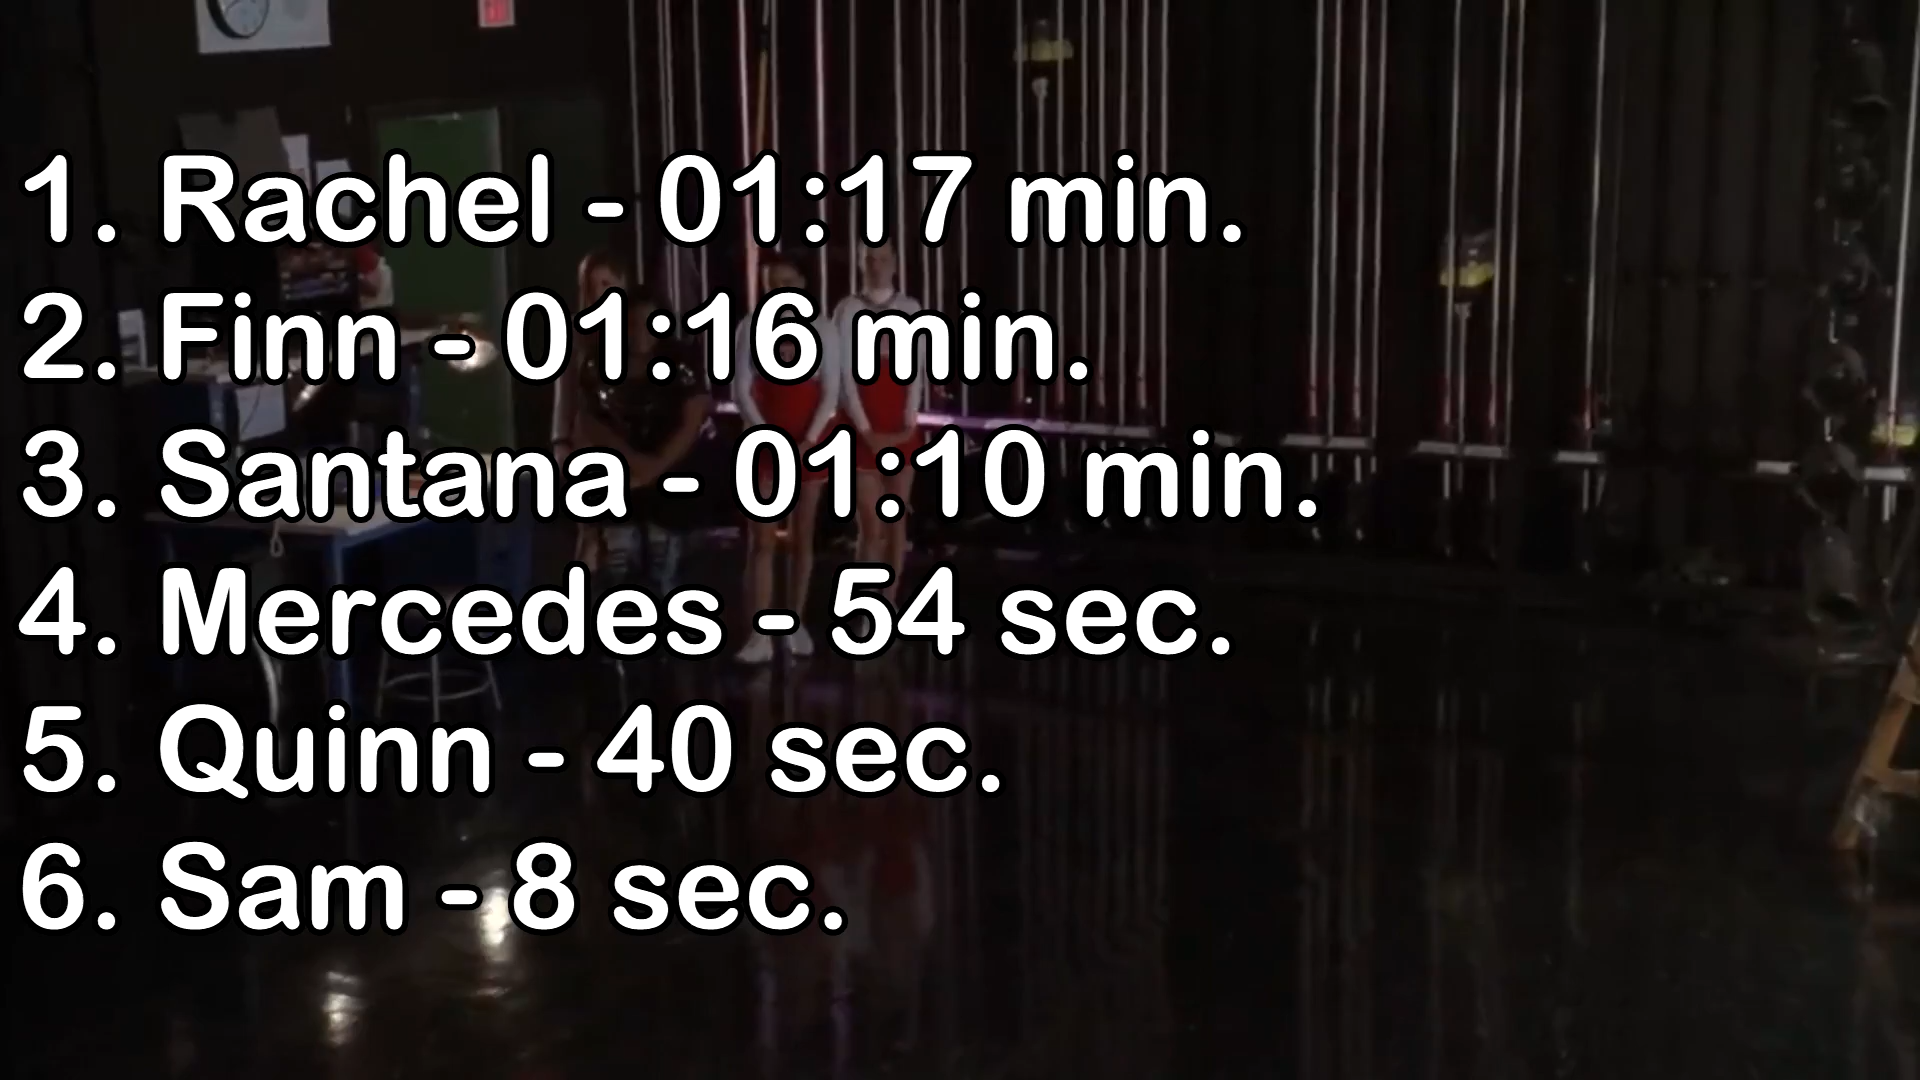 1. Rachel - 01:17 min.
2. Finn - 01:16 min.
3. Santana - 01:10 min.
4. Mercedes - 54 sec.
5. Quinn - 40 sec.
6. Sam - 8 sec.